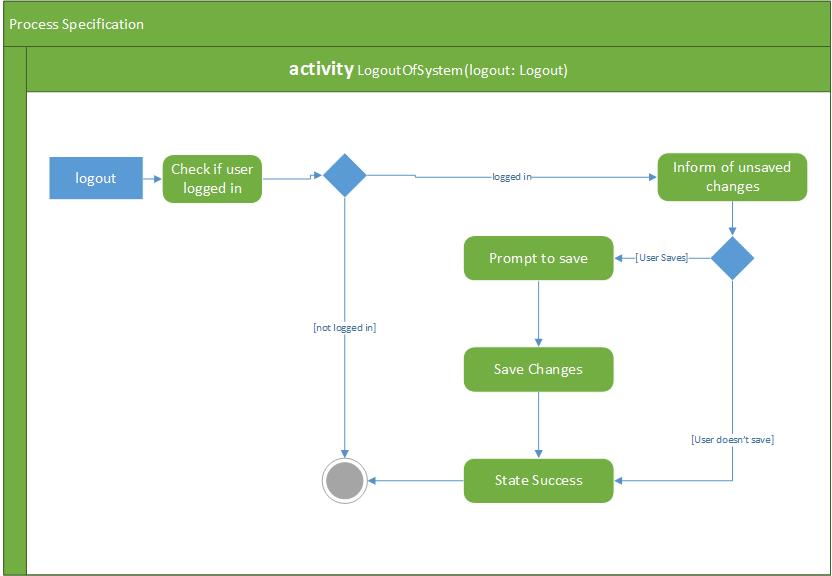 Process Specification
activity LogoutOfSystem(logout: Logout)
logout
Check if user
logged in
logged in
Inform of unsaved
changes
Prompt to save
[User Saves]
[not logged in]
Save Changes
[User doesn't save]
State Success